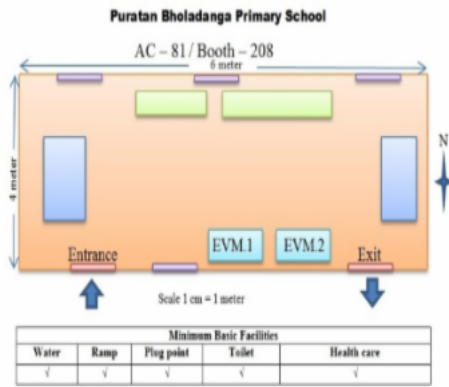 Puratan Bholadanga Primary School
AC – 81 / Booth – 208
6 meter
4 meter
N
EVM.1 EVM.2
Entrance Exit
Scale 1 cm = 1 meter
Minimum Basic Facilities
Water Ramp Plug point Toilet Health care
√ √ √ √ √